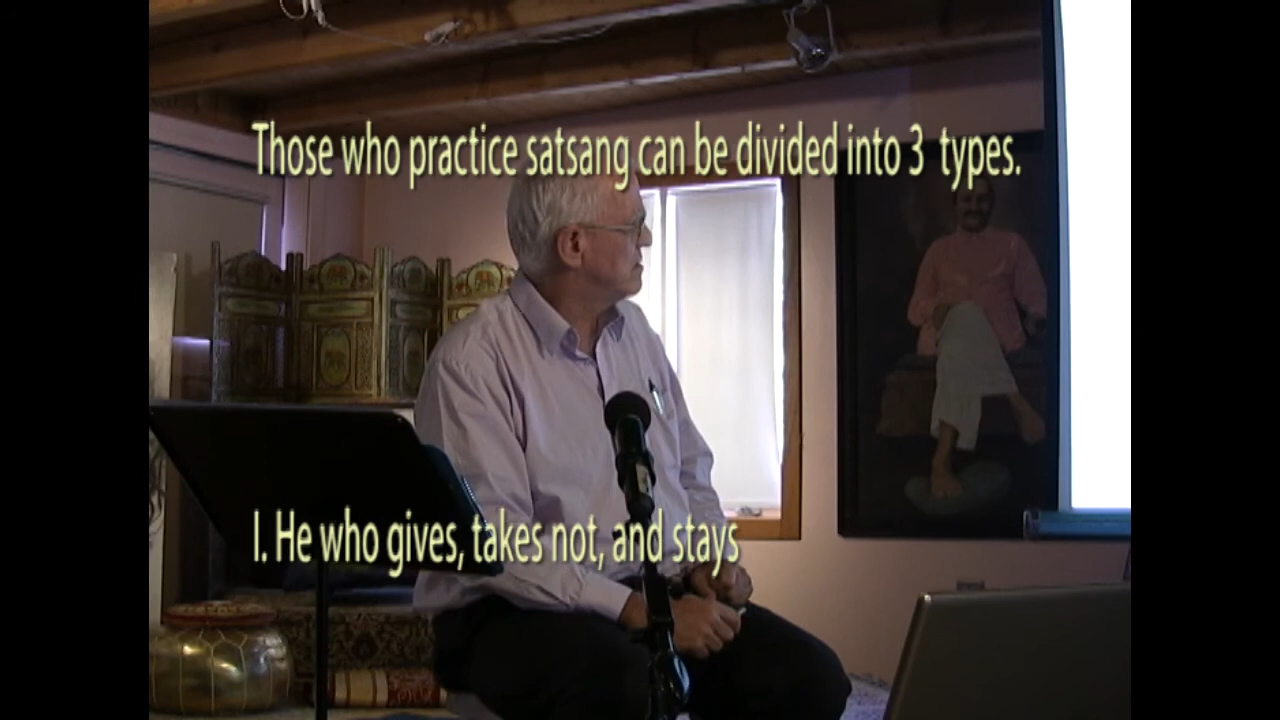 Those who practice satsang can be divided into 3 types.
I. He who gives, takes not, and stays